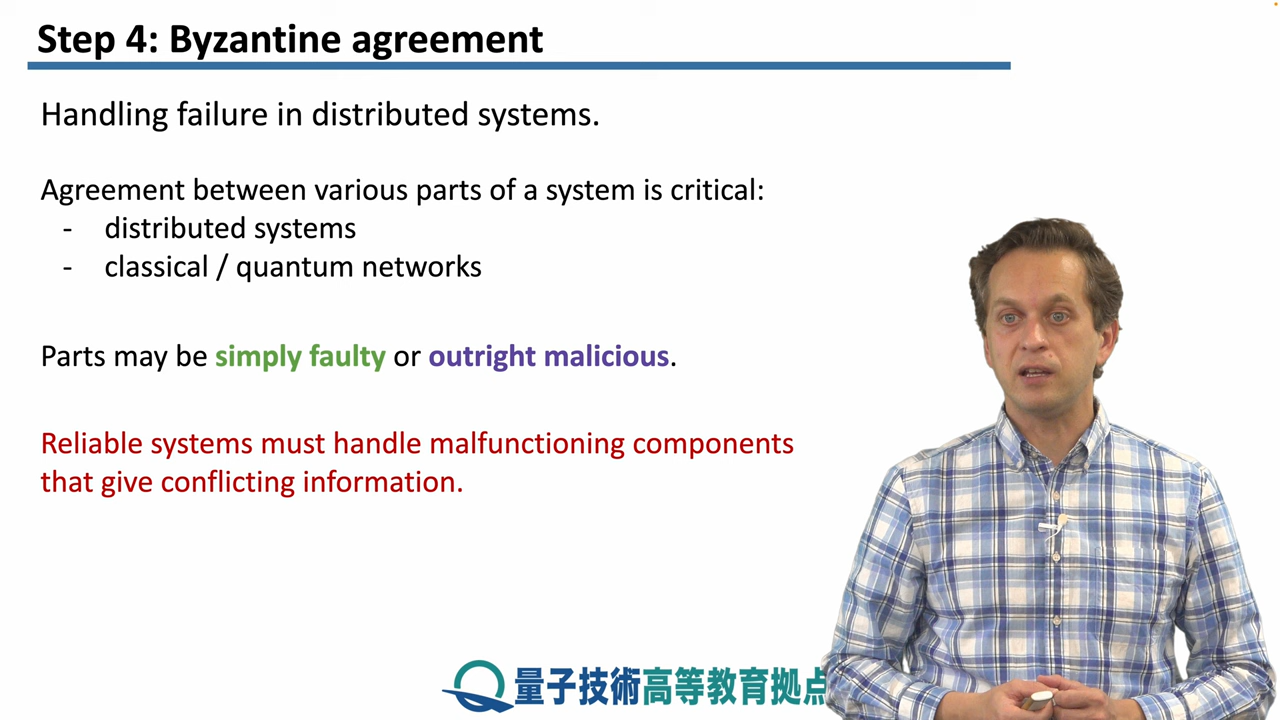 Step 4: Byzantine agreement
Handling failure in distributed systems.
Agreement between various parts of a system is critical:
- distributed systems
- classical / quantum networks
Parts may be simply faulty or outright malicious.
Reliable systems must handle malfunctioning components
that give conflicting information.
量子技術高等教育拠点